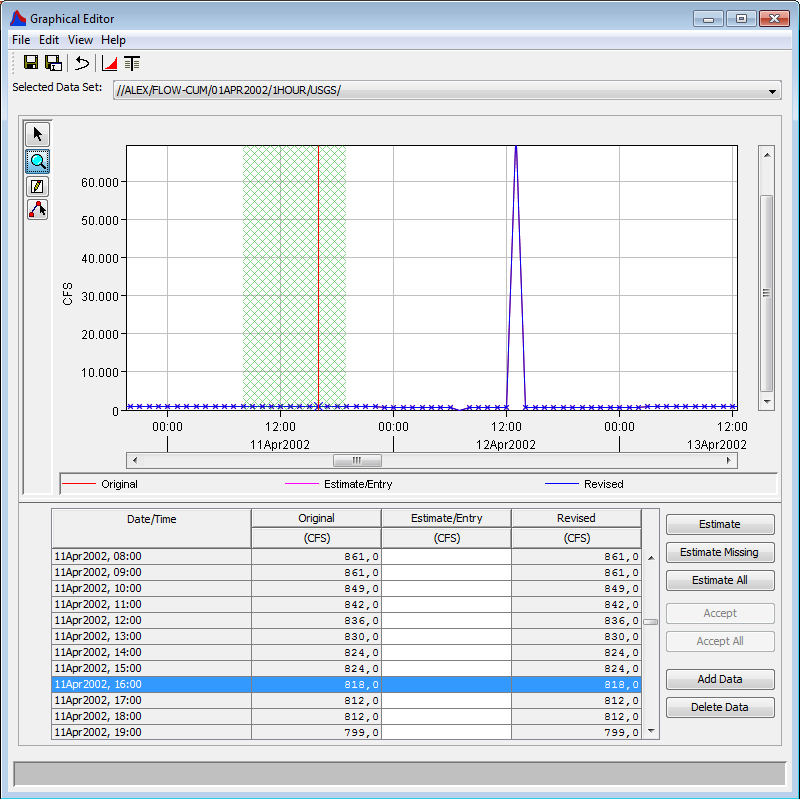 Graphical Editor
File Edit View Help
Selected Data Set: //ALEX/FLOW-CUM/01APR2002/1HOUR/USGS/
CFS
60.000
50.000
40.000
30.000
20.000
10.000
0
00:00 12:00 00:00 12:00 00:00 12:00
11Apr2002 12Apr2002 13Apr2002
Original Estimate/Entry Revised
Date/Time Original Estimate/Entry Revised
(CFS) (CFS) (CFS)
11Apr2002, 08:00 861,0 861,0
11Apr2002, 09:00 861,0 861,0
11Apr2002, 10:00 849,0 849,0
11Apr2002, 11:00 842,0 842,0
11Apr2002, 12:00 836,0 836,0
11Apr2002, 13:00 830,0 830,0
11Apr2002, 14:00 824,0 824,0
11Apr2002, 15:00 824,0 824,0
11Apr2002, 16:00 818,0 818,0
11Apr2002, 17:00 812,0 812,0
11Apr2002, 18:00 812,0 812,0
11Apr2002, 19:00 799,0 799,0
Estimate
Estimate Missing
Estimate All
Accept
Accept All
Add Data
Delete Data